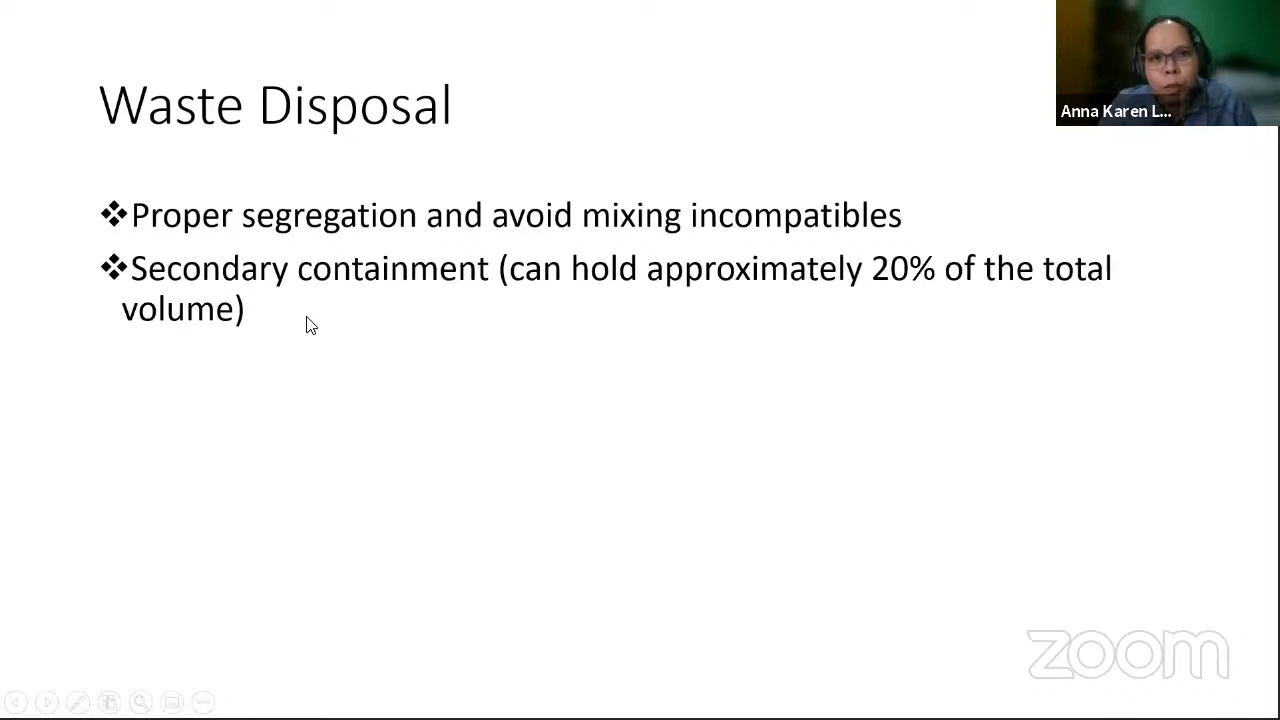 Waste Disposal
Anna Karen L...
❖Proper segregation and avoid mixing incompatibles
❖Secondary containment (can hold approximately 20% of the total
volume)
zoom